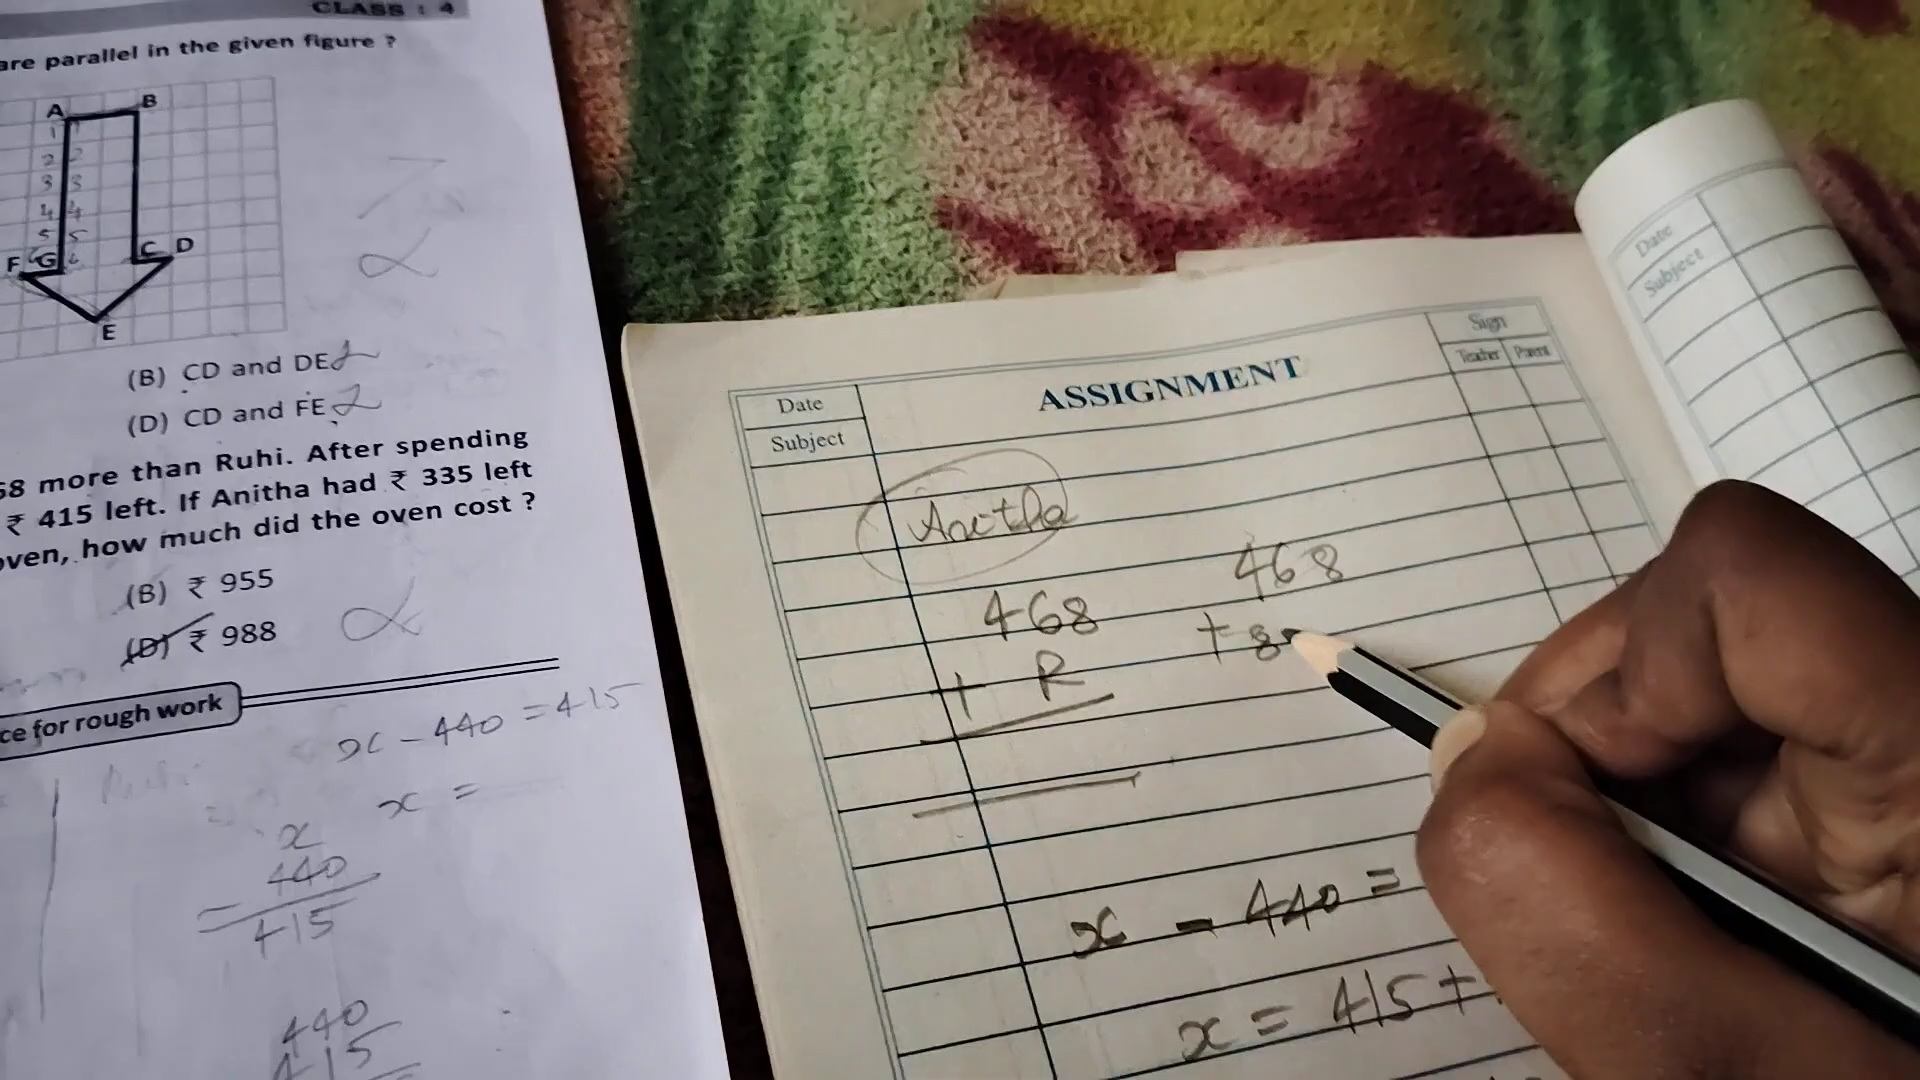 CLASS : 4
are parallel in the given figure ?
A B
1
2 2
3 3
4 4
5 5
F G C D
E
(B) CD and DE
(D) CD and FE
68 more than Ruhi. After spending
₹ 415 left. If Anitha had ₹ 335 left
oven, how much did the oven cost ?
(B) ₹ 955
(D) ₹ 988
ce for rough work
x - 440 = 415
x =
x
440
415
440
415
ASSIGNMENT
Date
Subject
Sign
Teacher Parent
Anitha
468
+ R
468
+ 8
x - 440 =
x = 415 +
Date
Subject